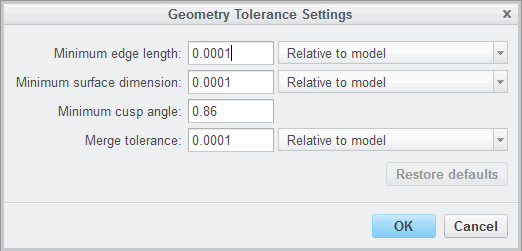 Geometry Tolerance Settings x
Minimum edge length: 0.0001 Relative to model
Minimum surface dimension: 0.0001 Relative to model
Minimum cusp angle: 0.86
Merge tolerance: 0.0001 Relative to model
Restore defaults
OK Cancel